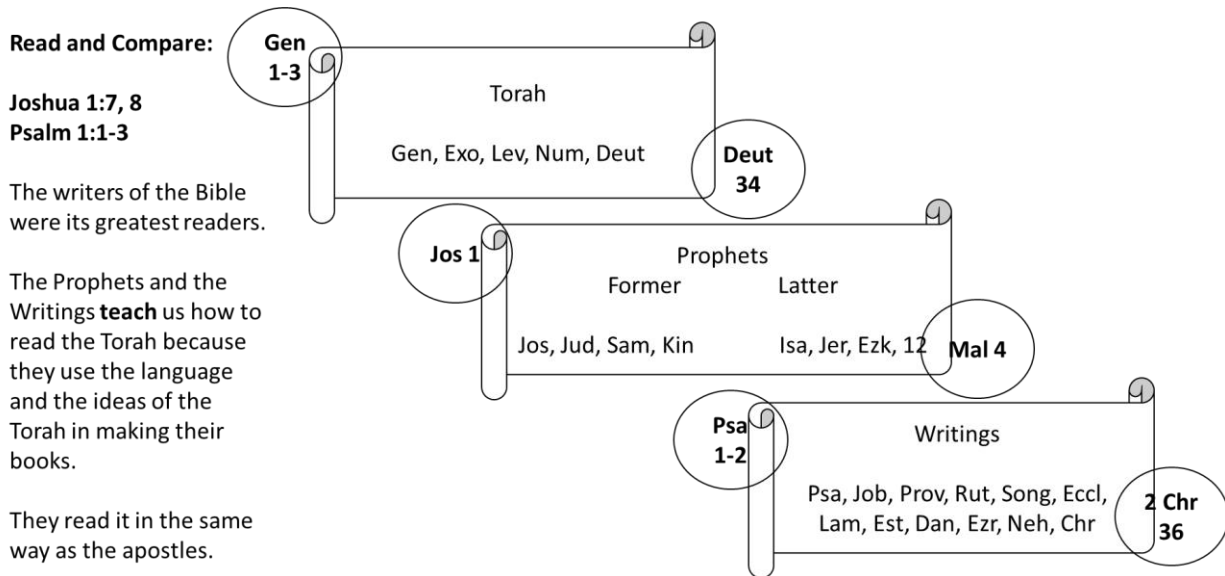 Read and Compare:
Joshua 1:7, 8
Psalm 1:1-3
The writers of the Bible
were its greatest readers.
The Prophets and the
Writings teach us how to
read the Torah because
they use the language
and the ideas of the
Torah in making their
books.
They read it in the same
way as the apostles.
Gen
1-3
Torah
Gen, Exo, Lev, Num, Deut
Deut
34
Jos 1
Prophets
Former Latter
Jos, Jud, Sam, Kin Isa, Jer, Ezk, 12
Mal 4
Psa
1-2
Writings
Psa, Job, Prov, Rut, Song, Eccl,
Lam, Est, Dan, Ezr, Neh, Chr
2 Chr
36